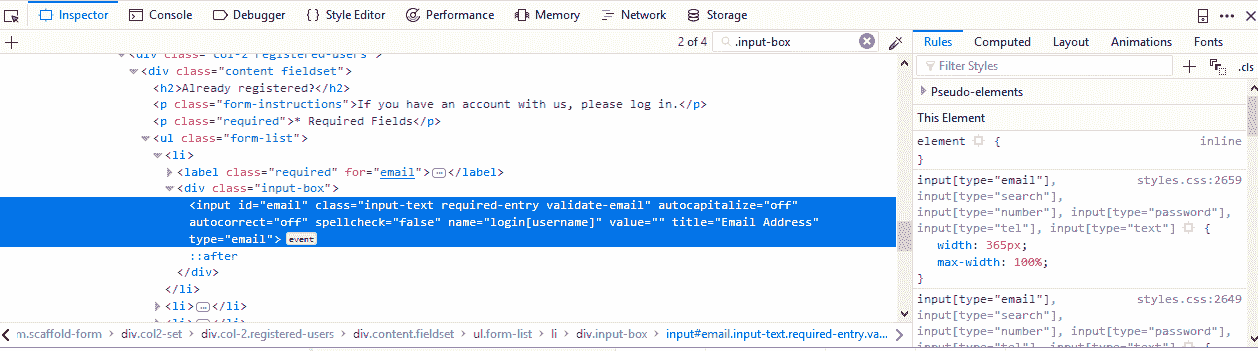 Inspector Console Debugger Style Editor Performance Memory Network Storage
2 of 4 .input-box
<div class="col-2 registered-users">
<div class="content fieldset">
<h2>Already registered?</h2>
<p class="form-instructions">If you have an account with us, please log in.</p>
<p class="required">* Required Fields</p>
<ul class="form-list">
<li>
<label class="required" for="email"></label>
<div class="input-box">
<input id="email" class="input-text required-entry validate-email" autocapitalize="off"
autocorrect="off" spellcheck="false" name="login[username]" value="" title="Email Address"
type="email"> event
::after
</div>
</li>
<li></li>
<li></li>
m.scaffold-form div.col2-set div.col-2.registered-users div.content.fieldset ul.form-list li div.input-box input#email.input-text.required-entry.va...
Rules Computed Layout Animations Fonts
Filter Styles .cls
Pseudo-elements
This Element
element { inline
}
input[type="email"], styles.css:2659
input[type="search"],
input[type="number"], input[type="password"],
input[type="tel"], input[type="text"] {
width: 365px;
max-width: 100%;
}
input[type="email"], styles.css:2649
input[type="search"],
input[type="number"], input[type="password"],
input[type="tel"], input[type="text"] {